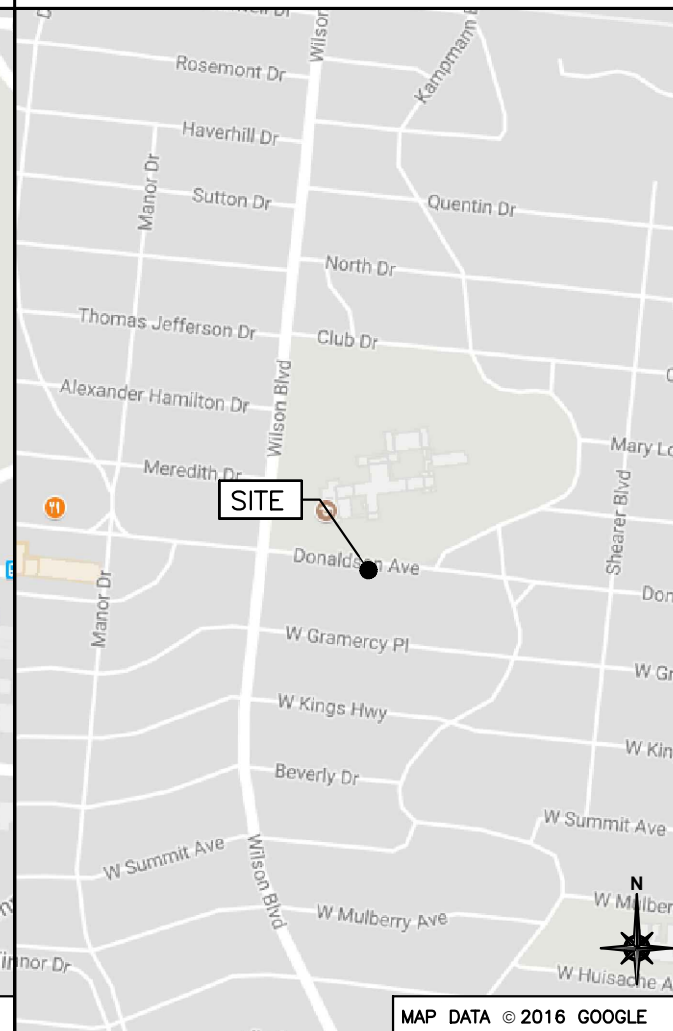 Wilson
Kampmann B
Rosemont Dr
Haverhill Dr
Manor Dr
Sutton Dr
Quentin Dr
North Dr
Thomas Jefferson Dr
Club Dr
Wilson Blvd
Alexander Hamilton Dr
Mary Lo
Meredith Dr
Shearer Blvd
SITE
Donaldson Ave
Manor Dr
Don
W Gramercy Pl
W Gr
W Kings Hwy
W Kin
Beverly Dr
W Summit Ave
W Summit Ave
Wilson Blvd
N
W Mulber
W Mulberry Ave
innor Dr
W Huisache A
MAP DATA © 2016 GOOGLE